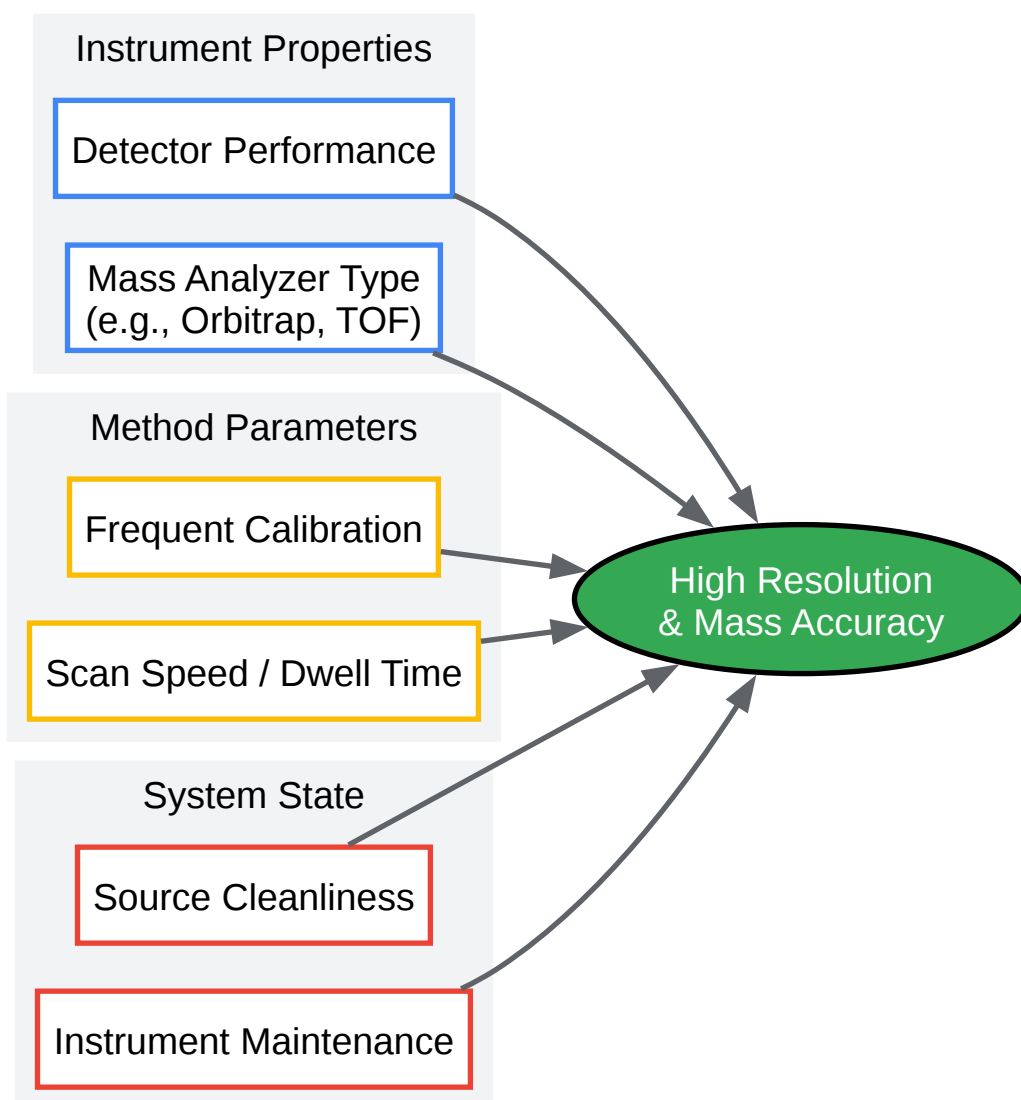 Instrument Properties
Detector Performance
Mass Analyzer Type
(e.g., Orbitrap, TOF)
Method Parameters
Frequent Calibration
Scan Speed / Dwell Time
System State
Source Cleanliness
Instrument Maintenance
High Resolution
& Mass Accuracy